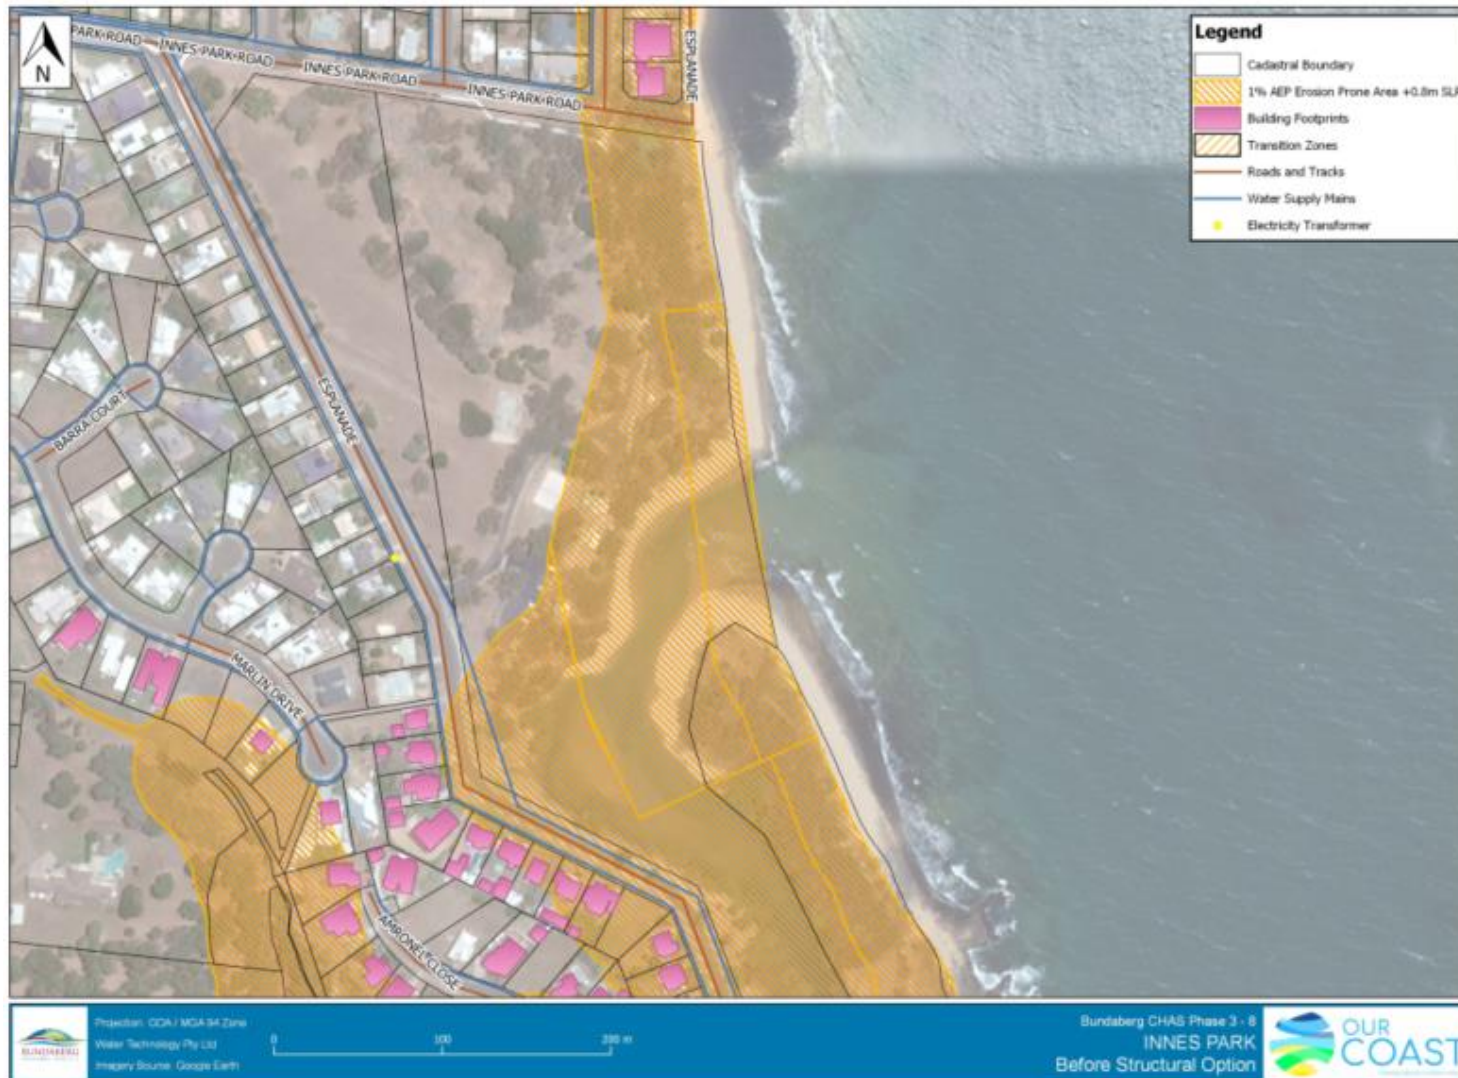 PARK ROAD
INNES PARK ROAD
INNES PARK ROAD
INNES PARK ROAD
ESPLANADE
N
Legend
Cadastral Boundary
1% AEP Erosion Prone Area +0.8m SLR
Building Footprints
Transition Zones
Roads and Tracks
Water Supply Mains
Electricity Transformer
ESPLANADE
BARRA COURT
MARLIN DRIVE
AMRONEL CLOSE
BUNDABERG
Projection: GDA / MGA 94 Zone
Water Technology Pty Ltd
Imagery Source: Google Earth
0 100 200 m
Bundaberg CHAS Phase 3 - 8
INNES PARK
Before Structural Option
OUR
COAST